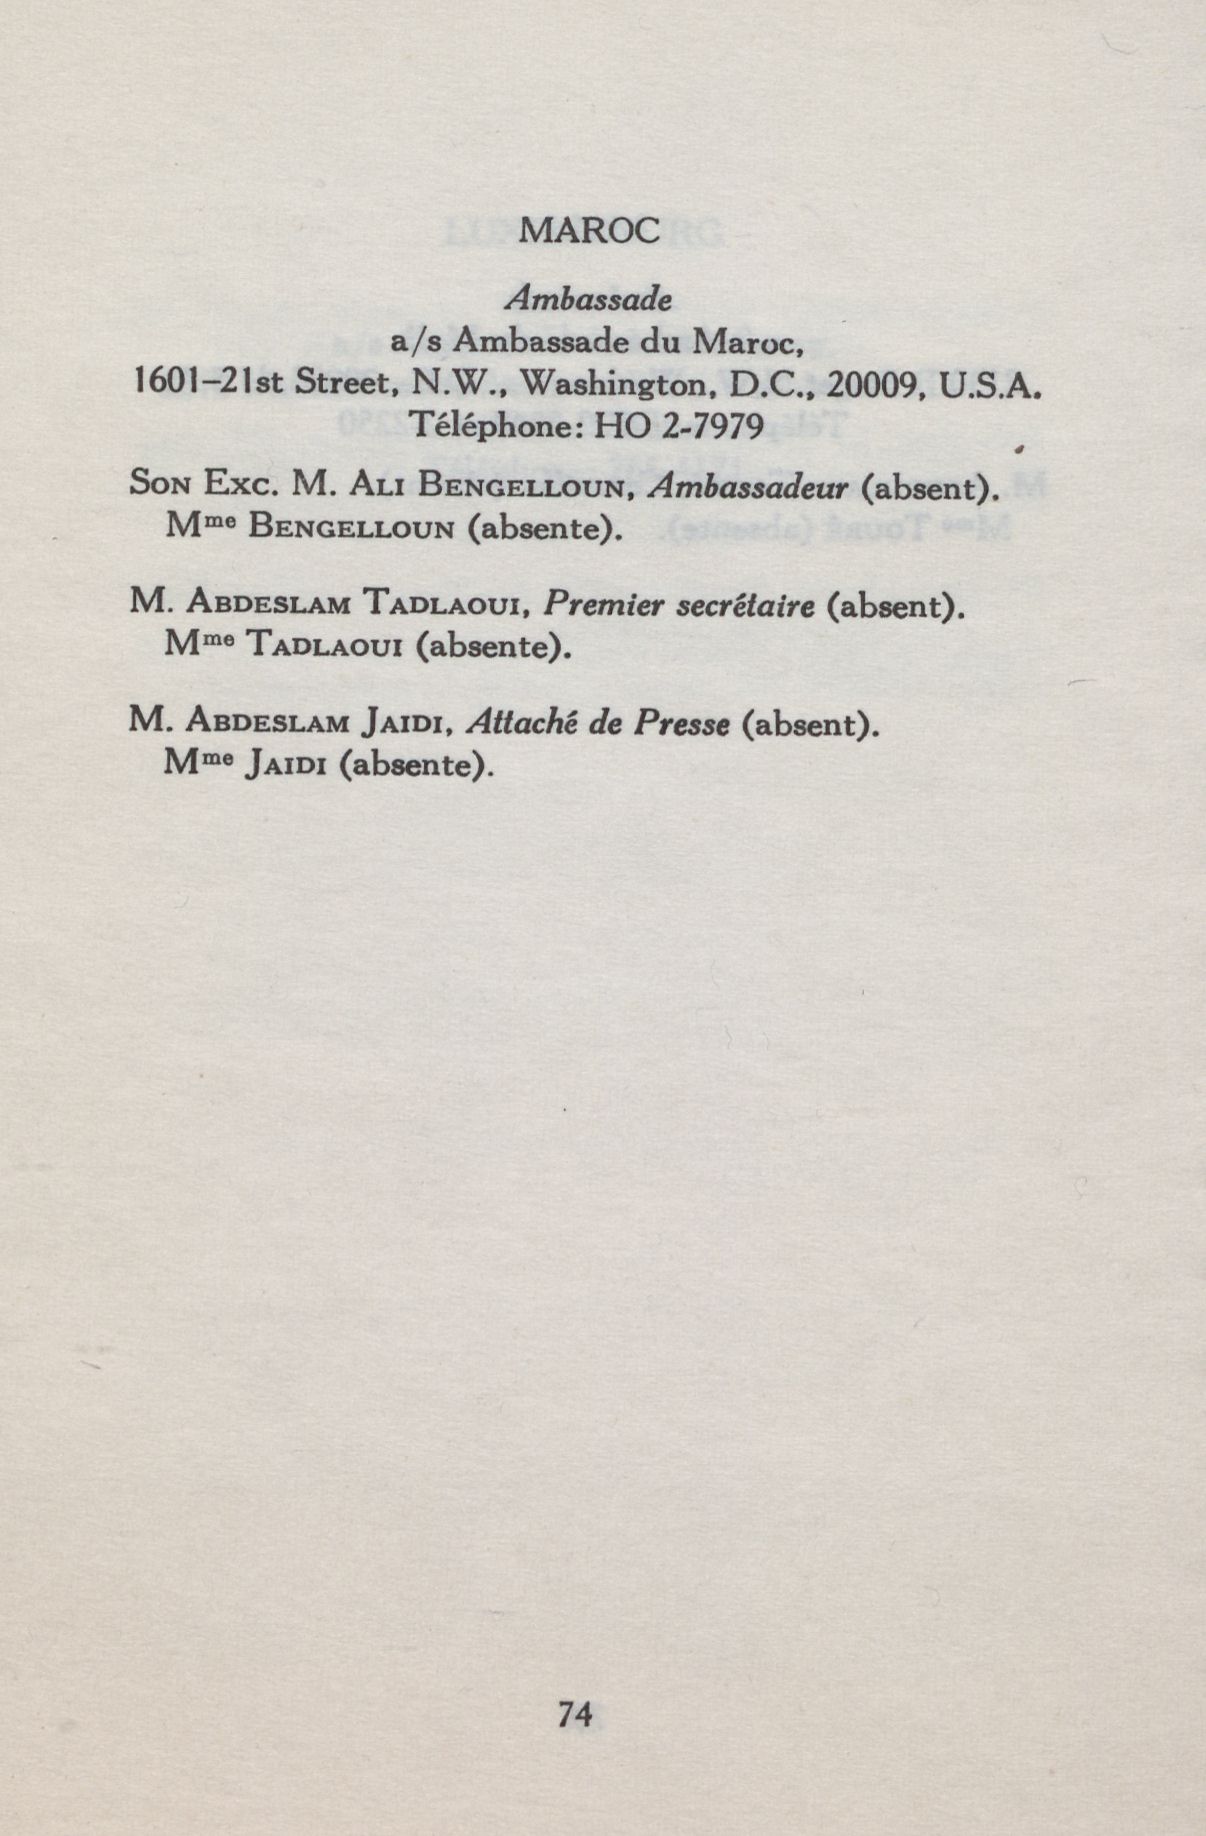 MAROC
Ambassade
a/s Ambassade du Maroc,
1601–21st Street, N.W., Washington, D.C., 20009, U.S.A.
Téléphone: HO 2-7979
Son Exc. M. Ali Bengelloun, Ambassadeur (absent).
Mme Bengelloun (absente).
M. Abdeslam Tadlaoui, Premier secrétaire (absent).
Mme Tadlaoui (absente).
M. Abdeslam Jaidi, Attaché de Presse (absent).
Mme Jaidi (absente).
74